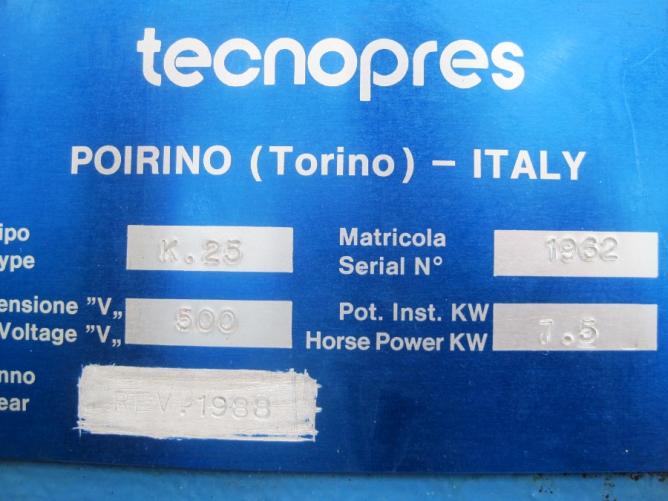 tecnopres
POIRINO (Torino) – ITALY
ipo
ype
K.25
Matricola
Serial N°
1962
ensione "V„
Voltage "V„
500
Pot. Inst. KW
Horse Power KW
7.5
nno
ear
REV.1988